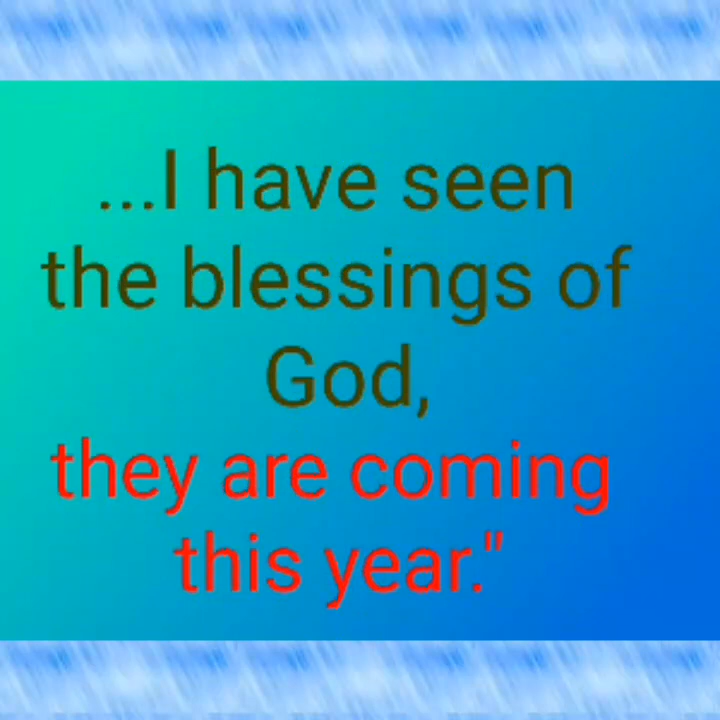 ...I have seen
the blessings of
God,
they are coming
this year."